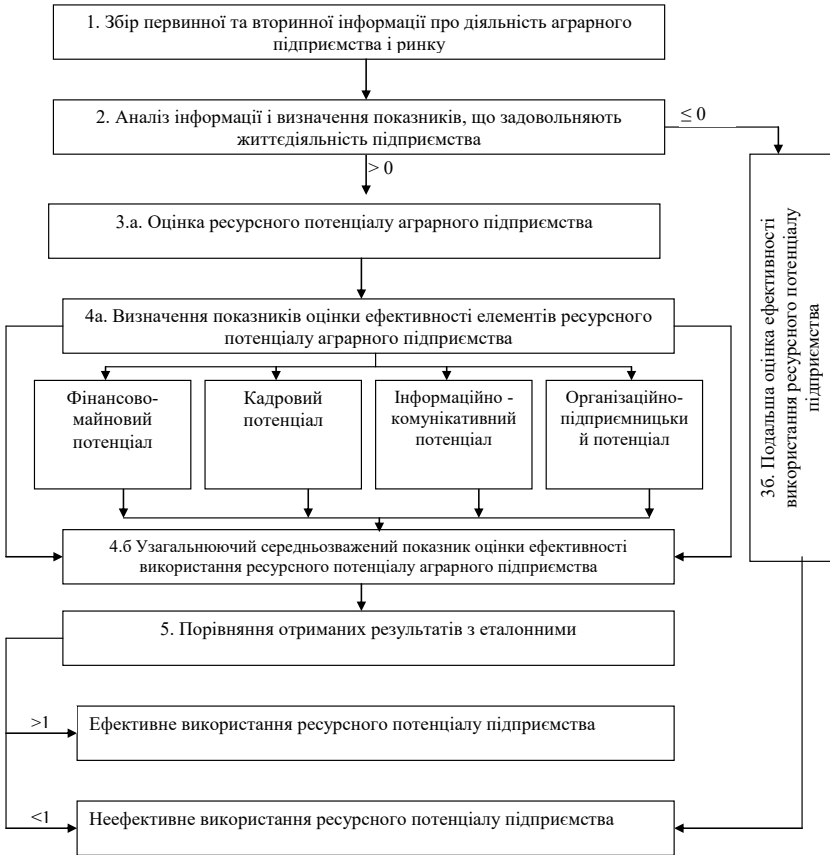 1. Збір первинної та вторинної інформації про діяльність аграрного
підприємства і ринку
2. Аналіз інформації і визначення показників, що задовольняють
життєдіяльність підприємства
≤ 0
> 0
3.а. Оцінка ресурсного потенціалу аграрного підприємства
3б. Подальша оцінка ефективності
використання ресурсного потенціалу
підприємства
4а. Визначення показників оцінки ефективності елементів ресурсного
потенціалу аграрного підприємства
Фінансово-
майновий
потенціал
Кадровий
потенціал
Інформаційно -
комунікативний
потенціал
Організаційно-
підприємницьки
й потенціал
4.б Узагальнюючий середньозважений показник оцінки ефективності
використання ресурсного потенціалу аграрного підприємства
5. Порівняння отриманих результатів з еталонними
>1
Ефективне використання ресурсного потенціалу підприємства
<1
Неефективне використання ресурсного потенціалу підприємства